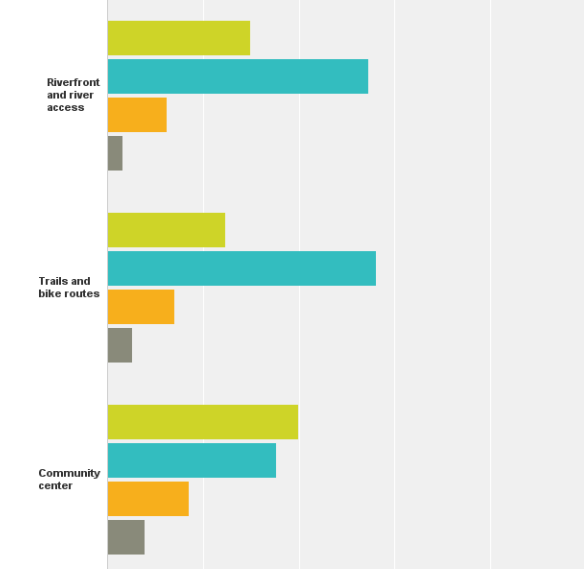 Riverfront
and river
access
Trails and
bike routes
Community
center